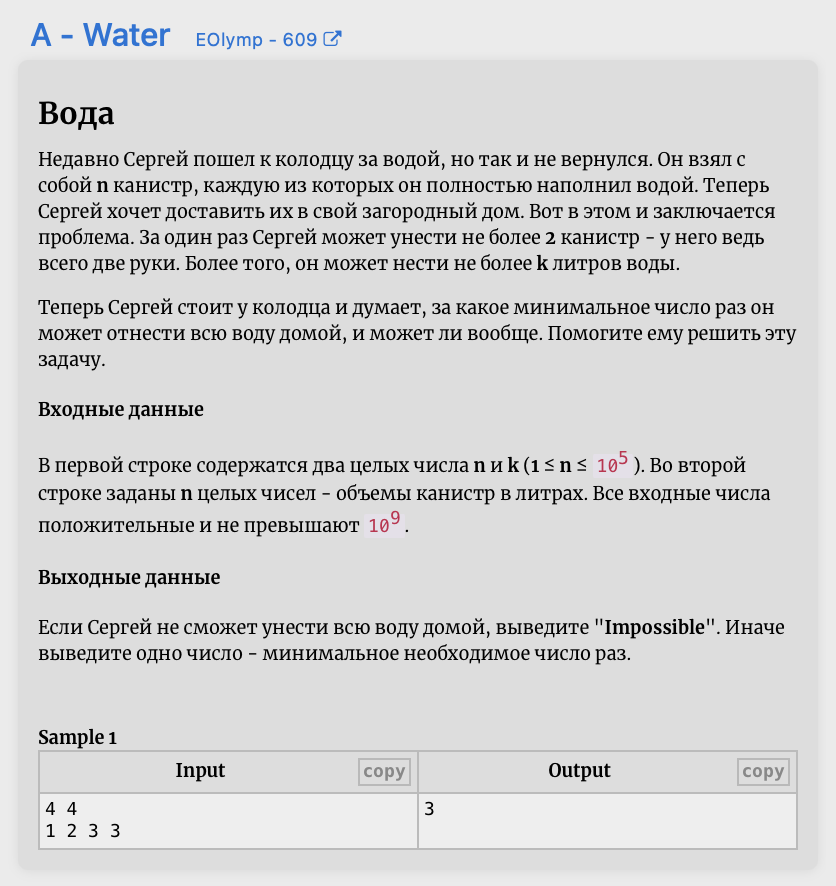 A - Water EOlymp - 609
Вода
Недавно Сергей пошел к колодцу за водой, но так и не вернулся. Он взял с
собой n канистр, каждую из которых он полностью наполнил водой. Теперь
Сергей хочет доставить их в свой загородный дом. Вот в этом и заключается
проблема. За один раз Сергей может унести не более 2 канистр - у него ведь
всего две руки. Более того, он может нести не более k литров воды.
Теперь Сергей стоит у колодца и думает, за какое минимальное число раз он
может отнести всю воду домой, и может ли вообще. Помогите ему решить эту
задачу.
Входные данные
В первой строке содержатся два целых числа n и k (1 ≤ n ≤ 10^5). Во второй
строке заданы n целых чисел - объемы канистр в литрах. Все входные числа
положительные и не превышают 10^9.
Выходные данные
Если Сергей не сможет унести всю воду домой, выведите "Impossible". Иначе
выведите одно число - минимальное необходимое число раз.
Sample 1
Input copy Output copy
4 4 3
1 2 3 3